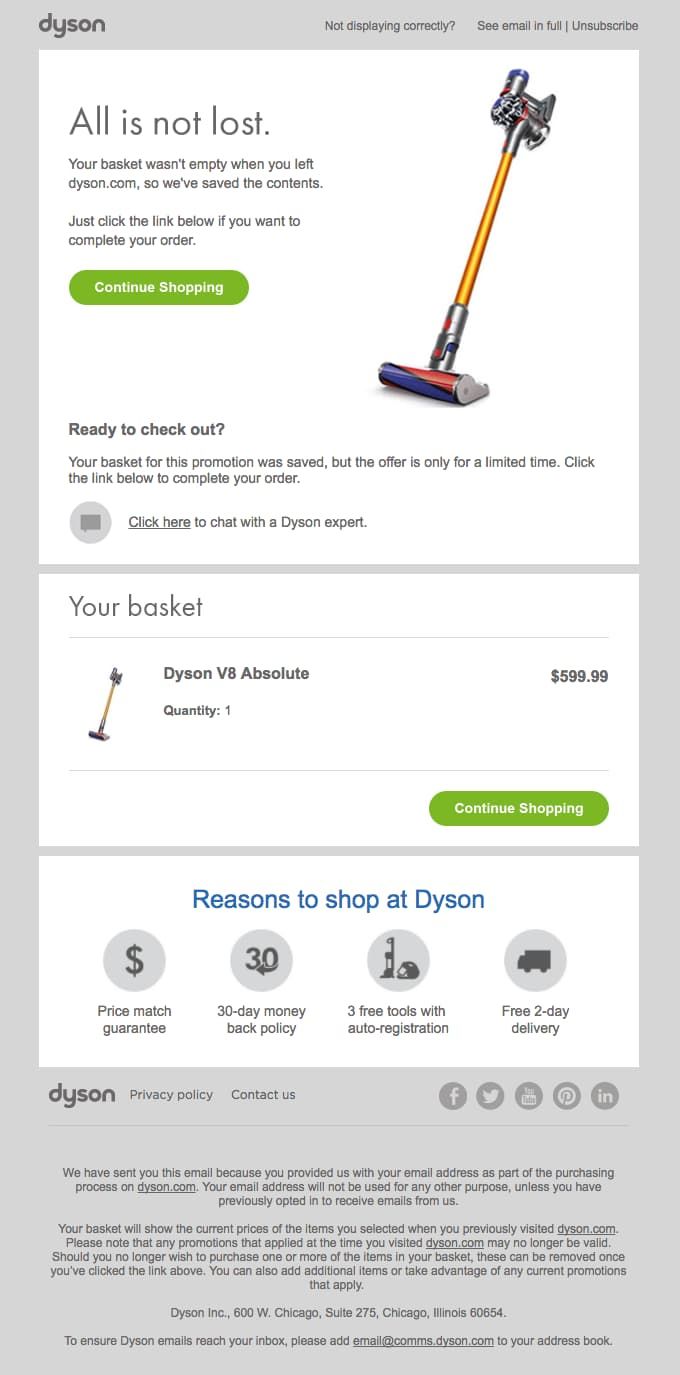 dyson
Not displaying correctly? See email in full | Unsubscribe
All is not lost.
Your basket wasn't empty when you left
dyson.com, so we've saved the contents.
Just click the link below if you want to
complete your order.
Continue Shopping
Ready to check out?
Your basket for this promotion was saved, but the offer is only for a limited time. Click
the link below to complete your order.
Click here to chat with a Dyson expert.
Your basket
Dyson V8 Absolute
$599.99
Quantity: 1
Continue Shopping
Reasons to shop at Dyson
$
30
Price match
guarantee
30-day money
back policy
3 free tools with
auto-registration
Free 2-day
delivery
dyson Privacy policy Contact us
f You Tube in
We have sent you this email because you provided us with your email address as part of the purchasing
process on dyson.com. Your email address will not be used for any other purpose, unless you have
previously opted in to receive emails from us.
Your basket will show the current prices of the items you selected when you previously visited dyson.com.
Please note that any promotions that applied at the time you visited dyson.com may no longer be valid.
Should you no longer wish to purchase one or more of the items in your basket, these can be removed once
you've clicked the link above. You can also add additional items or take advantage of any current promotions
that apply.
Dyson Inc., 600 W. Chicago, Suite 275, Chicago, Illinois 60654.
To ensure Dyson emails reach your inbox, please add email@comms.dyson.com to your address book.